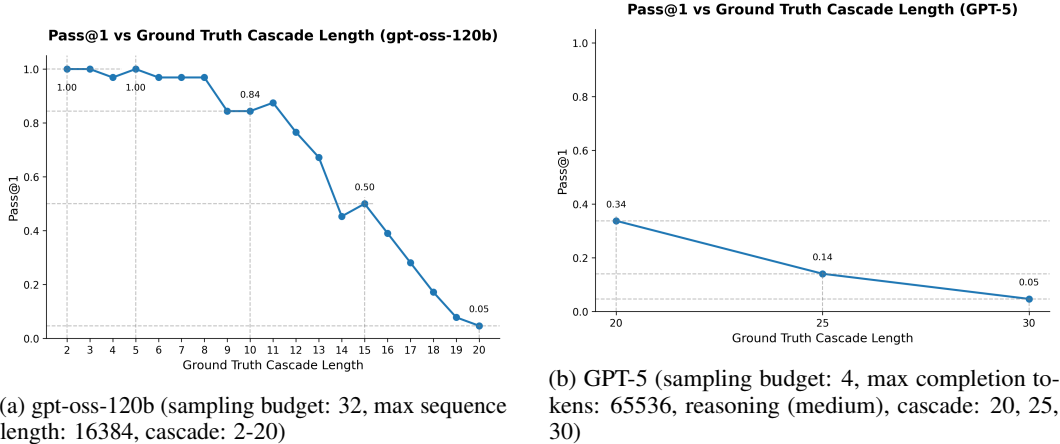 Pass@1 vs Ground Truth Cascade Length (gpt-oss-120b)
Pass@1
1.0
0.8
0.6
0.4
0.2
0.0
1.00
1.00
0.84
0.50
0.05
2 3 4 5 6 7 8 9 10 11 12 13 14 15 16 17 18 19 20
Ground Truth Cascade Length
(a) gpt-oss-120b (sampling budget: 32, max sequence
length: 16384, cascade: 2-20)
Pass@1 vs Ground Truth Cascade Length (GPT-5)
Pass@1
1.0
0.8
0.6
0.4
0.2
0.0
0.34
0.14
0.05
20 25 30
Ground Truth Cascade Length
(b) GPT-5 (sampling budget: 4, max completion to-
kens: 65536, reasoning (medium), cascade: 20, 25,
30)